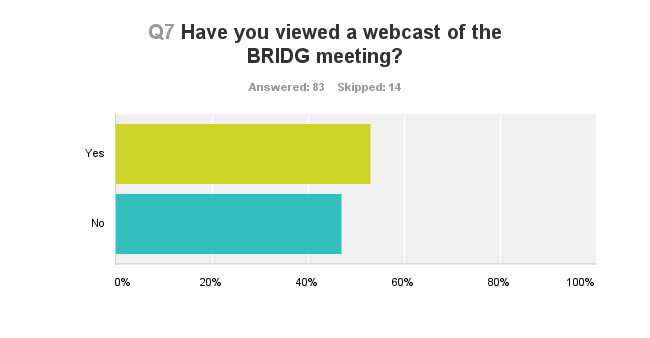 Q7 Have you viewed a webcast of the
BRIDG meeting?
Answered: 83 Skipped: 14
Yes
No
0% 20% 40% 60% 80% 100%